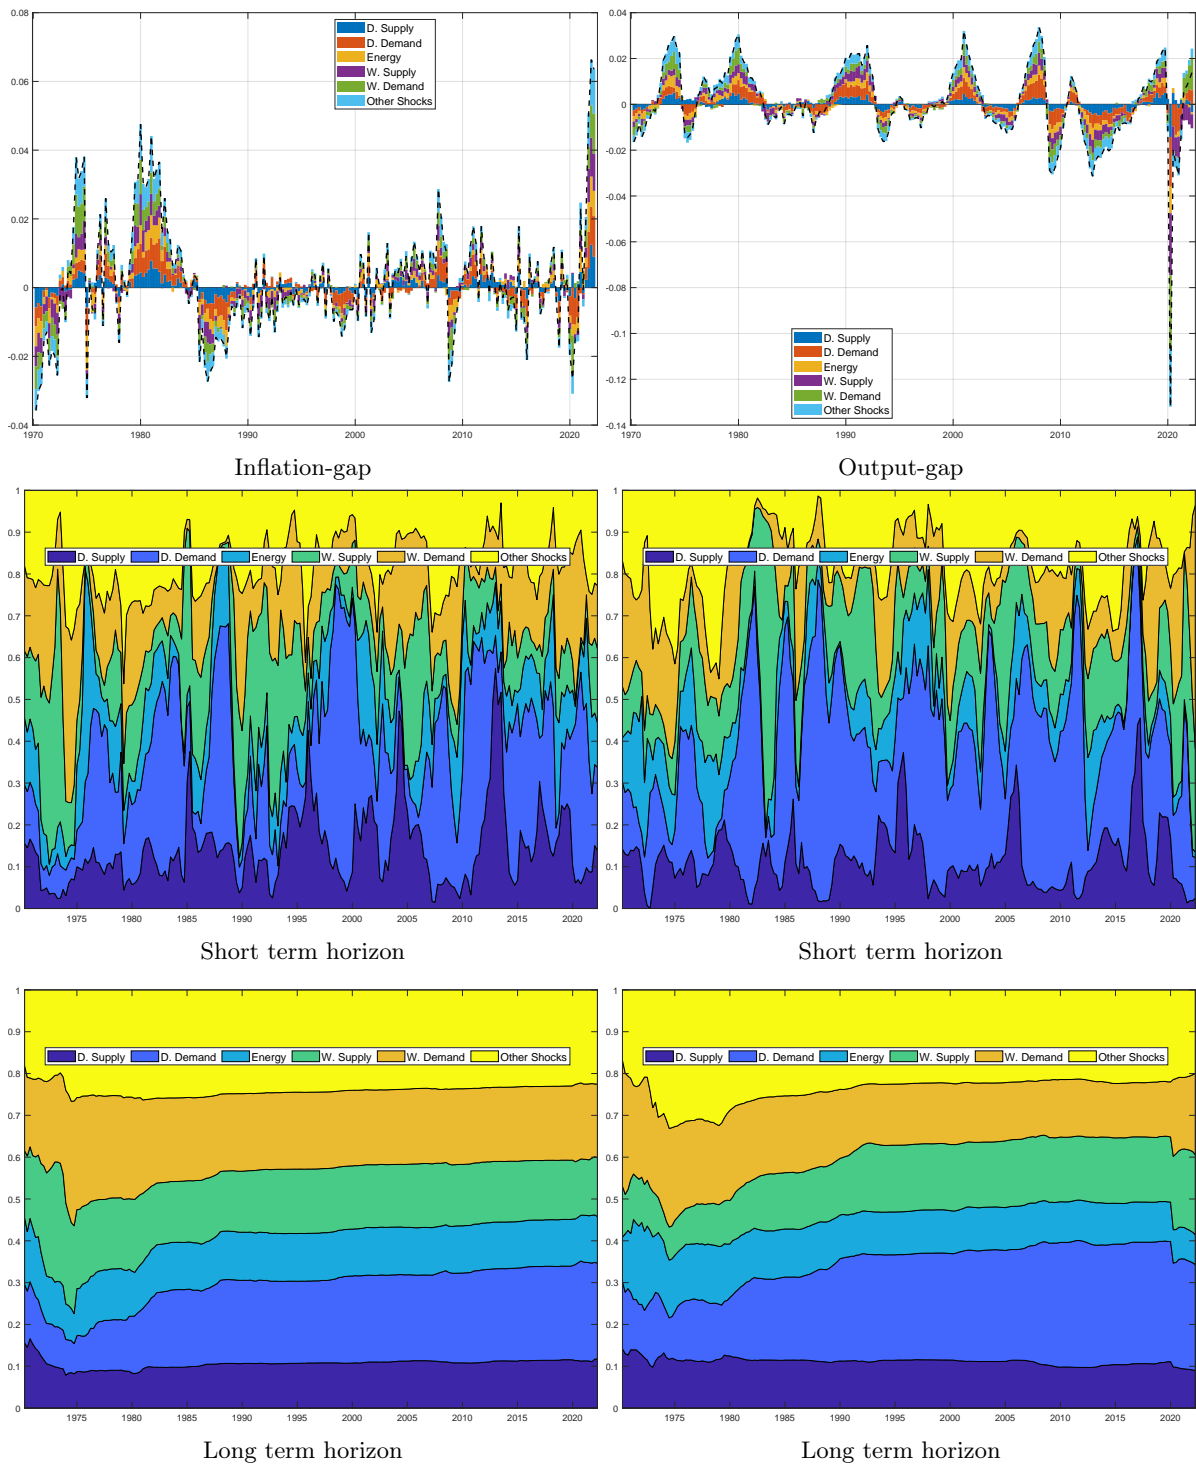 0.08
0.06
0.04
0.02
0
-0.02
-0.04
D. Supply
D. Demand
Energy
W. Supply
W. Demand
Other Shocks
1970 1980 1990 2000 2010 2020
Inflation-gap
0.04
0.02
0
-0.02
-0.04
-0.06
-0.08
-0.1
-0.12
-0.14
D. Supply
D. Demand
Energy
W. Supply
W. Demand
Other Shocks
1970 1980 1990 2000 2010 2020
Output-gap
1
0.9
0.8
0.7
0.6
0.5
0.4
0.3
0.2
0.1
0
D. Supply D. Demand Energy W. Supply W. Demand Other Shocks
1975 1980 1985 1990 1995 2000 2005 2010 2015 2020
Short term horizon
1
0.9
0.8
0.7
0.6
0.5
0.4
0.3
0.2
0.1
0
D. Supply D. Demand Energy W. Supply W. Demand Other Shocks
1975 1980 1985 1990 1995 2000 2005 2010 2015 2020
Short term horizon
1
0.9
0.8
0.7
0.6
0.5
0.4
0.3
0.2
0.1
0
D. Supply D. Demand Energy W. Supply W. Demand Other Shocks
1975 1980 1985 1990 1995 2000 2005 2010 2015 2020
Long term horizon
1
0.9
0.8
0.7
0.6
0.5
0.4
0.3
0.2
0.1
0
D. Supply D. Demand Energy W. Supply W. Demand Other Shocks
1975 1980 1985 1990 1995 2000 2005 2010 2015 2020
Long term horizon